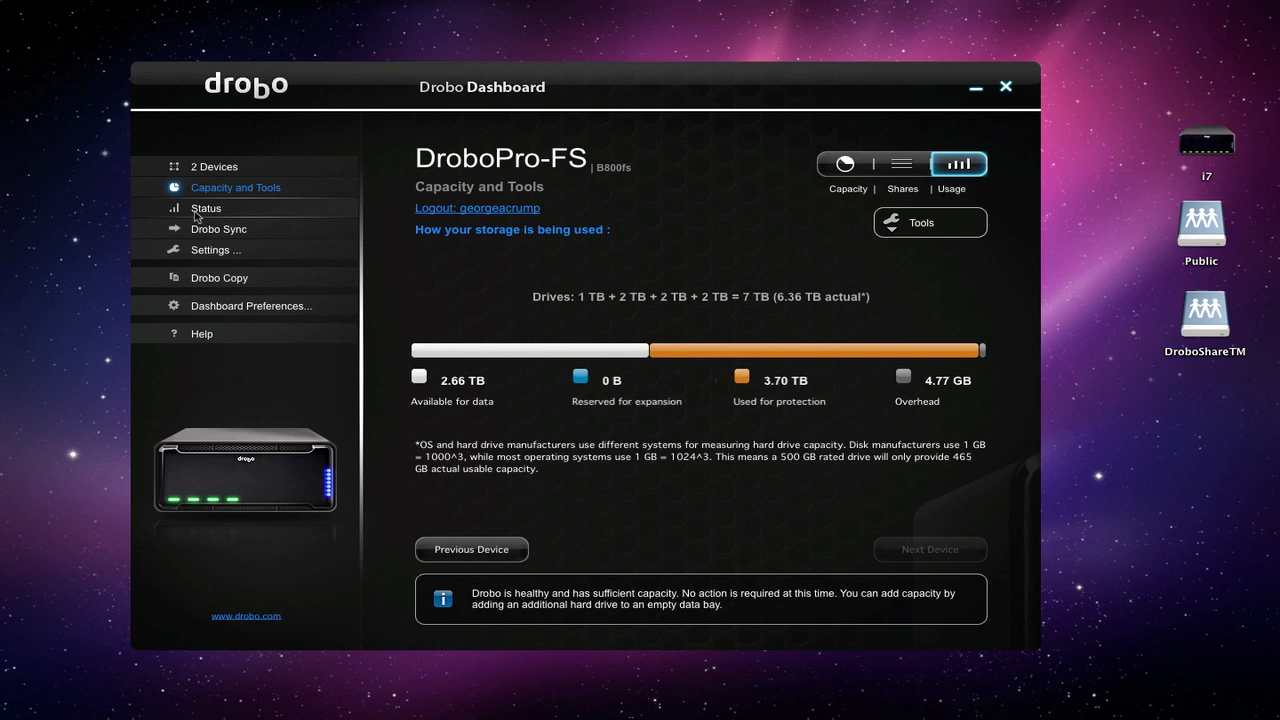 drobo
Drobo Dashboard
2 Devices
Capacity and Tools
Status
Drobo Sync
Settings ...
Drobo Copy
Dashboard Preferences...
? Help
drobo
www.drobo.com
DroboPro-FS | B800fs
Capacity and Tools
Logout: georgeacrump
How your storage is being used :
Capacity | Shares | Usage
Tools
Drives: 1 TB + 2 TB + 2 TB + 2 TB = 7 TB (6.36 TB actual*)
2.66 TB
Available for data
0 B
Reserved for expansion
3.70 TB
Used for protection
4.77 GB
Overhead
*OS and hard drive manufacturers use different systems for measuring hard drive capacity. Disk manufacturers use 1 GB
= 1000^3, while most operating systems use 1 GB = 1024^3. This means a 500 GB rated drive will only provide 465
GB actual usable capacity.
Previous Device
Next Device
i
Drobo is healthy and has sufficient capacity. No action is required at this time. You can add capacity by
adding an additional hard drive to an empty data bay.
i7
Public
DroboShareTM